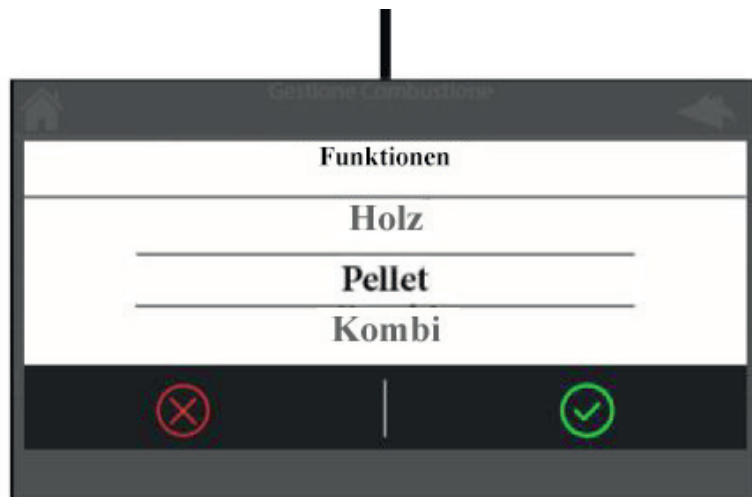 Gestione Combustione
Funktionen
Holz
Pellet
Kombi